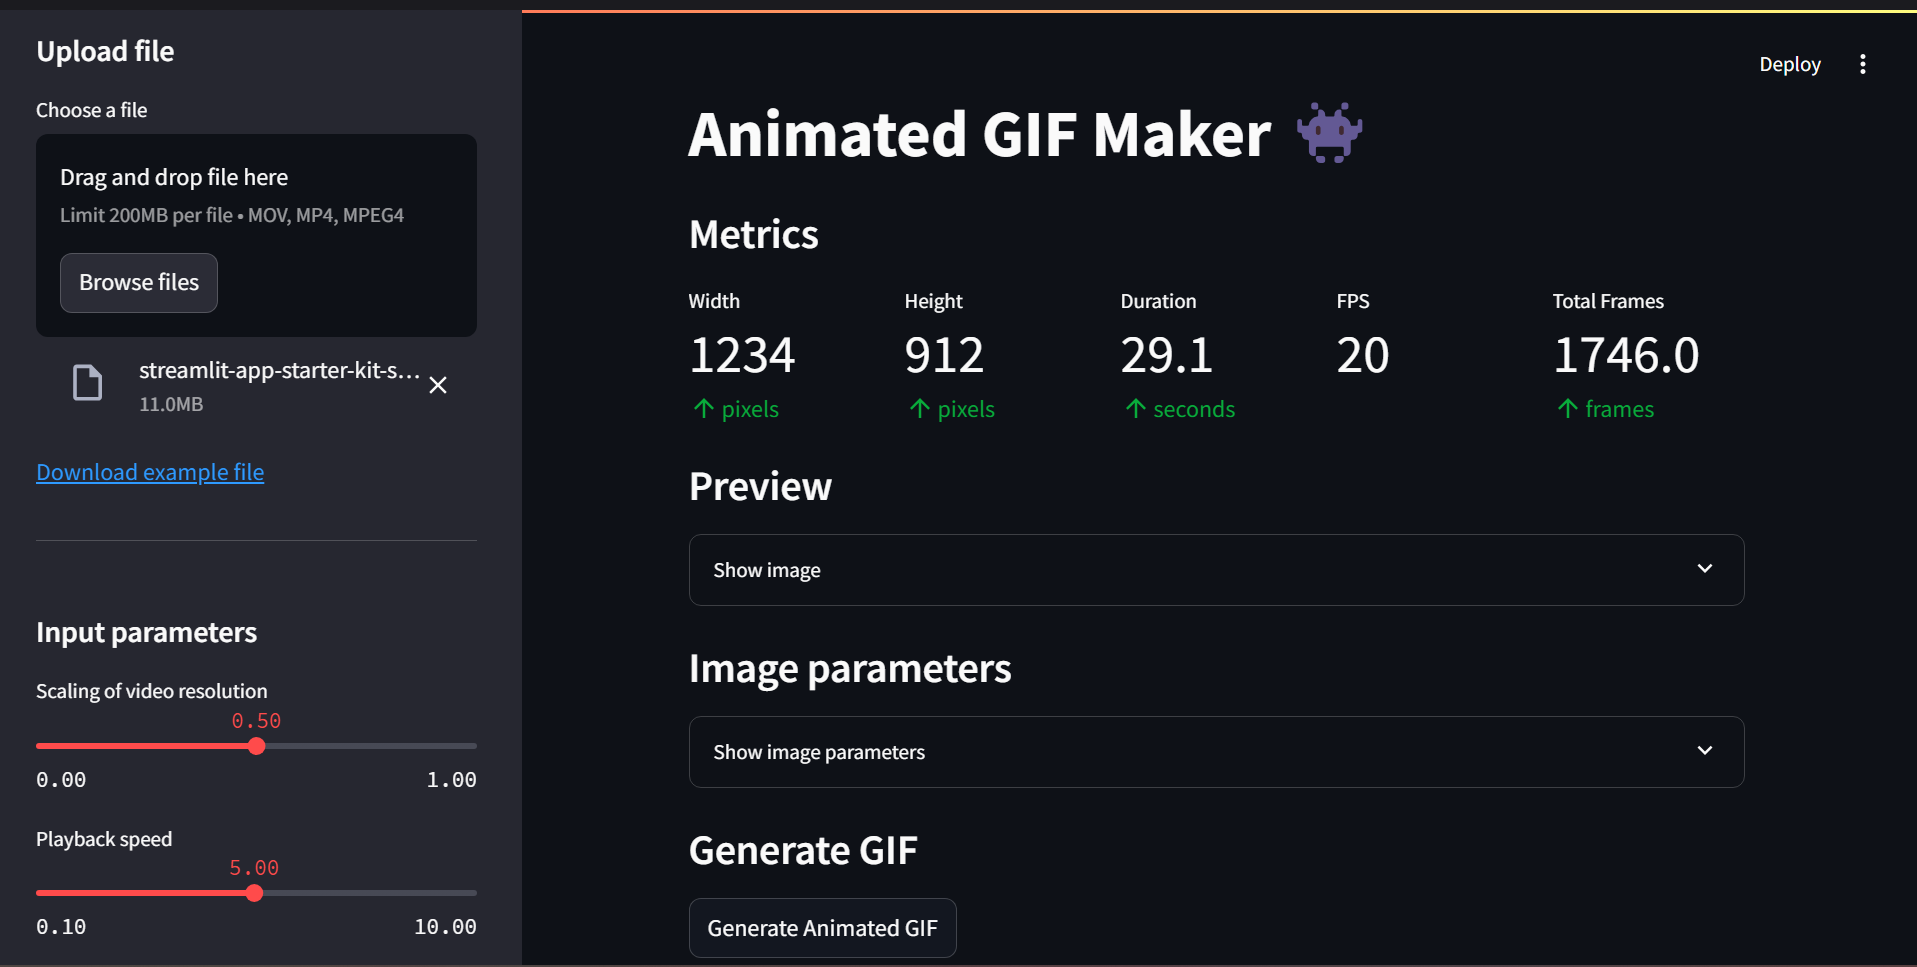 Upload file
Choose a file
Drag and drop file here
Limit 200MB per file • MOV, MP4, MPEG4
Browse files
streamlit-app-starter-kit-s...
11.0MB
Download example file
Input parameters
Scaling of video resolution
0.50
0.00 1.00
Playback speed
5.00
0.10 10.00
Deploy
Animated GIF Maker
Metrics
Width Height Duration FPS Total Frames
1234 912 29.1 20 1746.0
↑ pixels ↑ pixels ↑ seconds ↑ frames
Preview
Show image
Image parameters
Show image parameters
Generate GIF
Generate Animated GIF